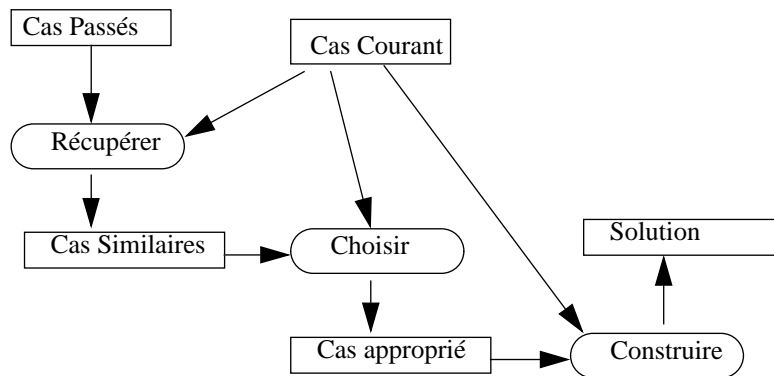 Cas Passés
Cas Courant
Récupérer
Cas Similaires
Choisir
Solution
Cas approprié
Construire